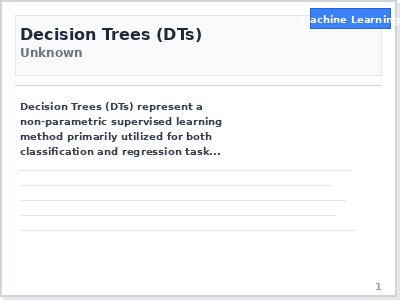 achine Learning
Decision Trees (DTs)
Unknown
Decision Trees (DTs) represent a
non-parametric supervised learning
method primarily utilized for both
classification and regression task...
1